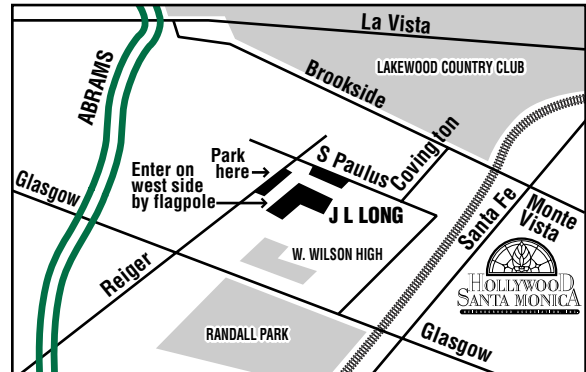 La Vista
ABRAMS
LAKEWOOD COUNTRY CLUB
Brookside
Covington
S Paulus
Park
here
Enter on
west side
by flagpole
Glasgow
J L LONG
Santa Fe
Monte
Vista
W. WILSON HIGH
Reiger
HOLLYWOOD
SANTA MONICA
RANDALL PARK
Glasgow